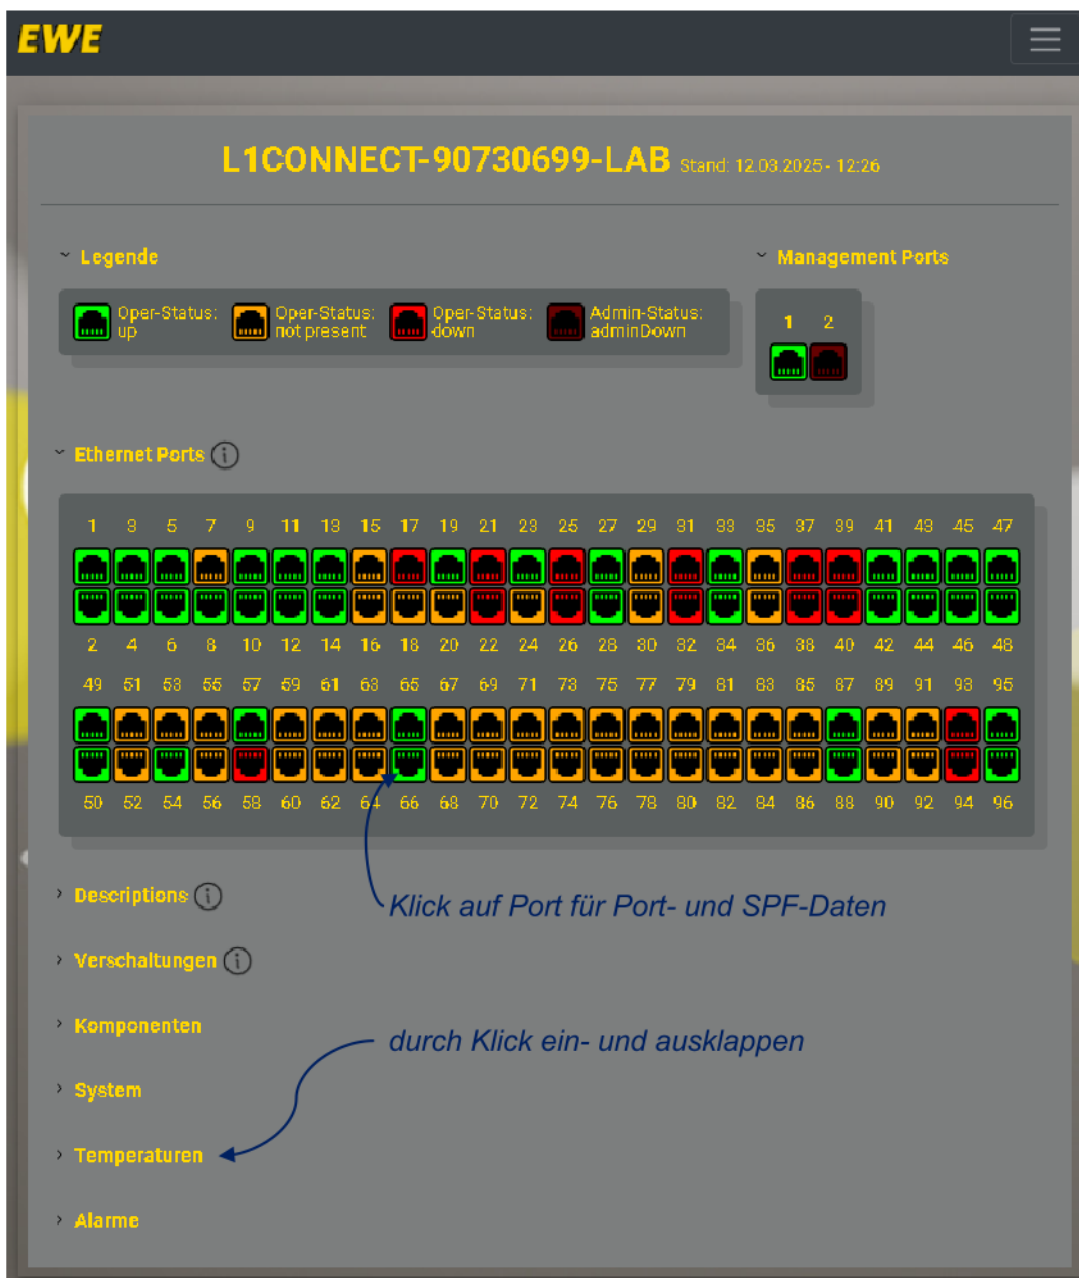 EWE
L1CONNECT-90730699-LAB Stand: 12.03.2025 - 12:26
Legende
Management Ports
Oper-Status: up
Oper-Status: not present
Oper-Status: down
Admin-Status: adminDown
1 2
Ethernet Ports
1 3 5 7 9 11 13 15 17 19 21 23 25 27 29 31 33 35 37 39 41 43 45 47
2 4 6 8 10 12 14 16 18 20 22 24 26 28 30 32 34 36 38 40 42 44 46 48
49 51 53 55 57 59 61 63 65 67 69 71 73 75 77 79 81 83 85 87 89 91 93 95
50 52 54 56 58 60 62 64 66 68 70 72 74 76 78 80 82 84 86 88 90 92 94 96
Descriptions
Klick auf Port für Port- und SPF-Daten
Verschaltungen
Komponenten
durch Klick ein- und ausklappen
System
Temperaturen
Alarme